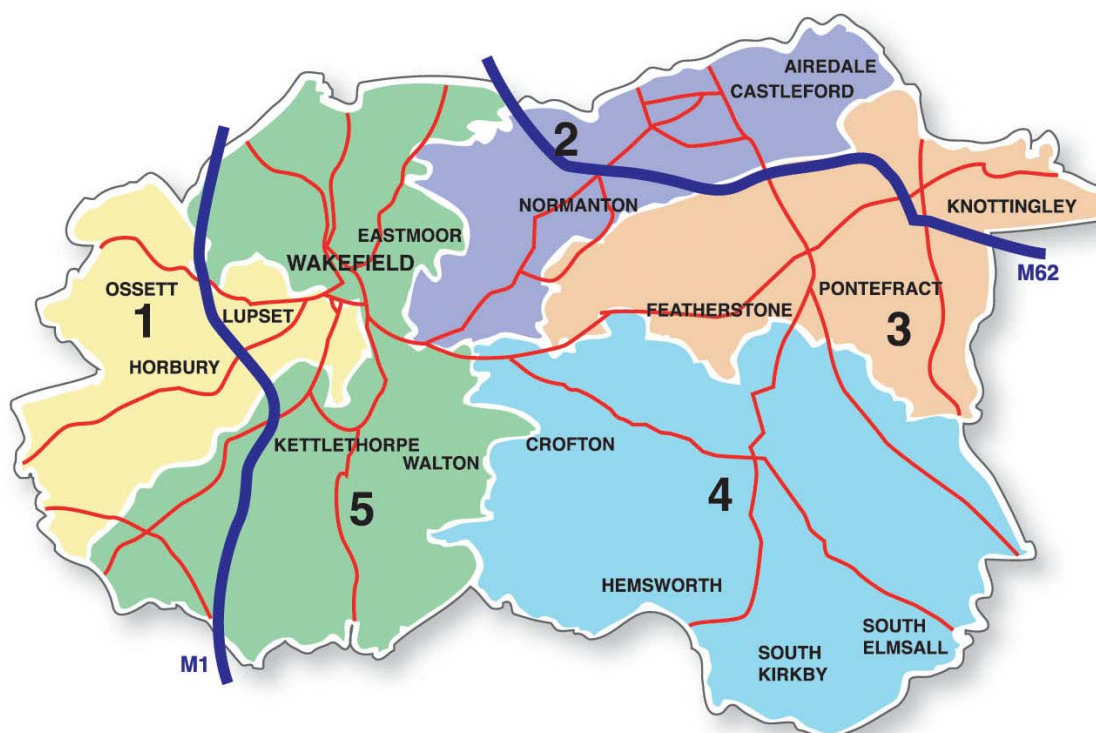 AIREDALE
CASTLEFORD
2
NORMANTON
KNOTTINGLEY
EASTMOOR
WAKEFIELD
M62
OSSETT
LUPSET
1
HORBURY
FEATHERSTONE
PONTEFRACT
3
KETTLETHORPE
WALTON
CROFTON
5
4
HEMSWORTH
SOUTH
ELMSALL
SOUTH
KIRKBY
M1